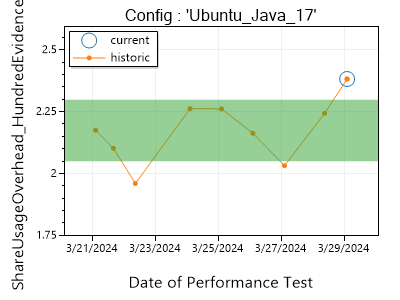 Config : 'Ubuntu_Java_17'
current
historic
ShareUsageOverhead_HundredEvidence
2.5
2.25
2
1.75
3/21/2024
3/23/2024
3/25/2024
3/27/2024
3/29/2024
Date of Performance Test